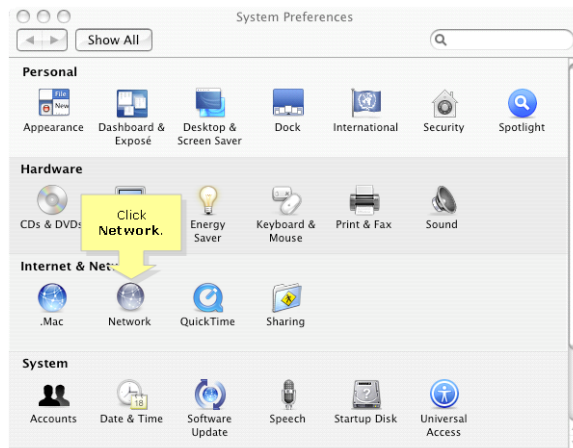 System Preferences
Show All
Personal
File
New
Appearance
Dashboard &
Exposé
Desktop &
Screen Saver
Dock
International
Security
Spotlight
Hardware
CDs & DVDs
Energy
Saver
Keyboard &
Mouse
Print & Fax
Sound
Click
Network.
Internet & Netw
.Mac
Network
QuickTime
Sharing
System
18
Accounts
Date & Time
Software
Update
Speech
Startup Disk
Universal
Access